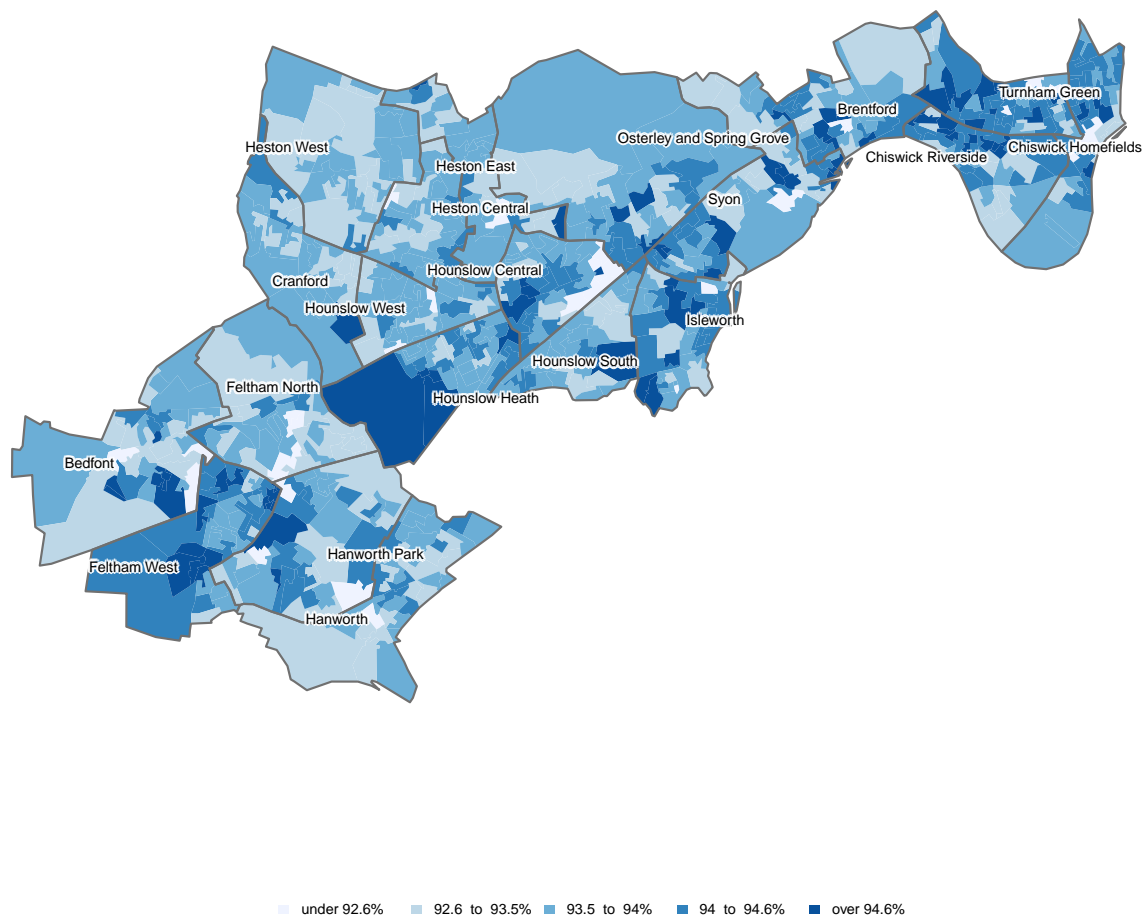 Turnham Green
Brentford
Osterley and Spring Grove
Heston West
Chiswick Homefields
Chiswick Riverside
Heston East
Syon
Heston Central
Hounslow Central
Cranford
Hounslow West
Isleworth
Hounslow South
Feltham North
Hounslow Heath
Bedfont
Hanworth Park
Feltham West
Hanworth
under 92.6% 92.6 to 93.5% 93.5 to 94% 94 to 94.6% over 94.6%